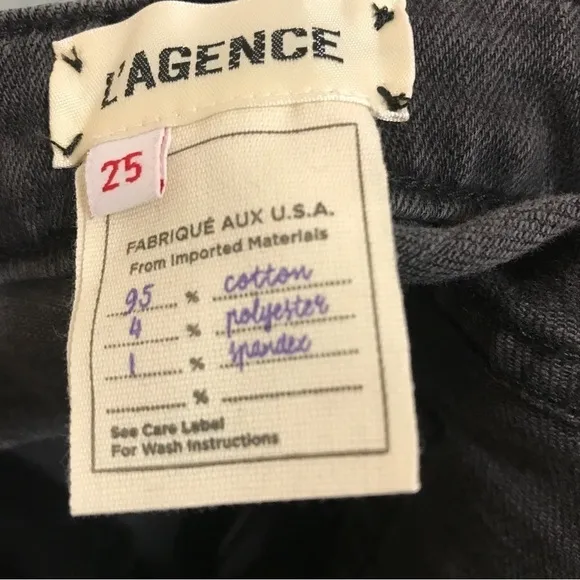 L'AGENCE
25
FABRIQUÉ AUX U.S.A.
From Imported Materials
95 % cotton
4 % polyester
1 % spandex
%
See Care Label
For Wash Instructions